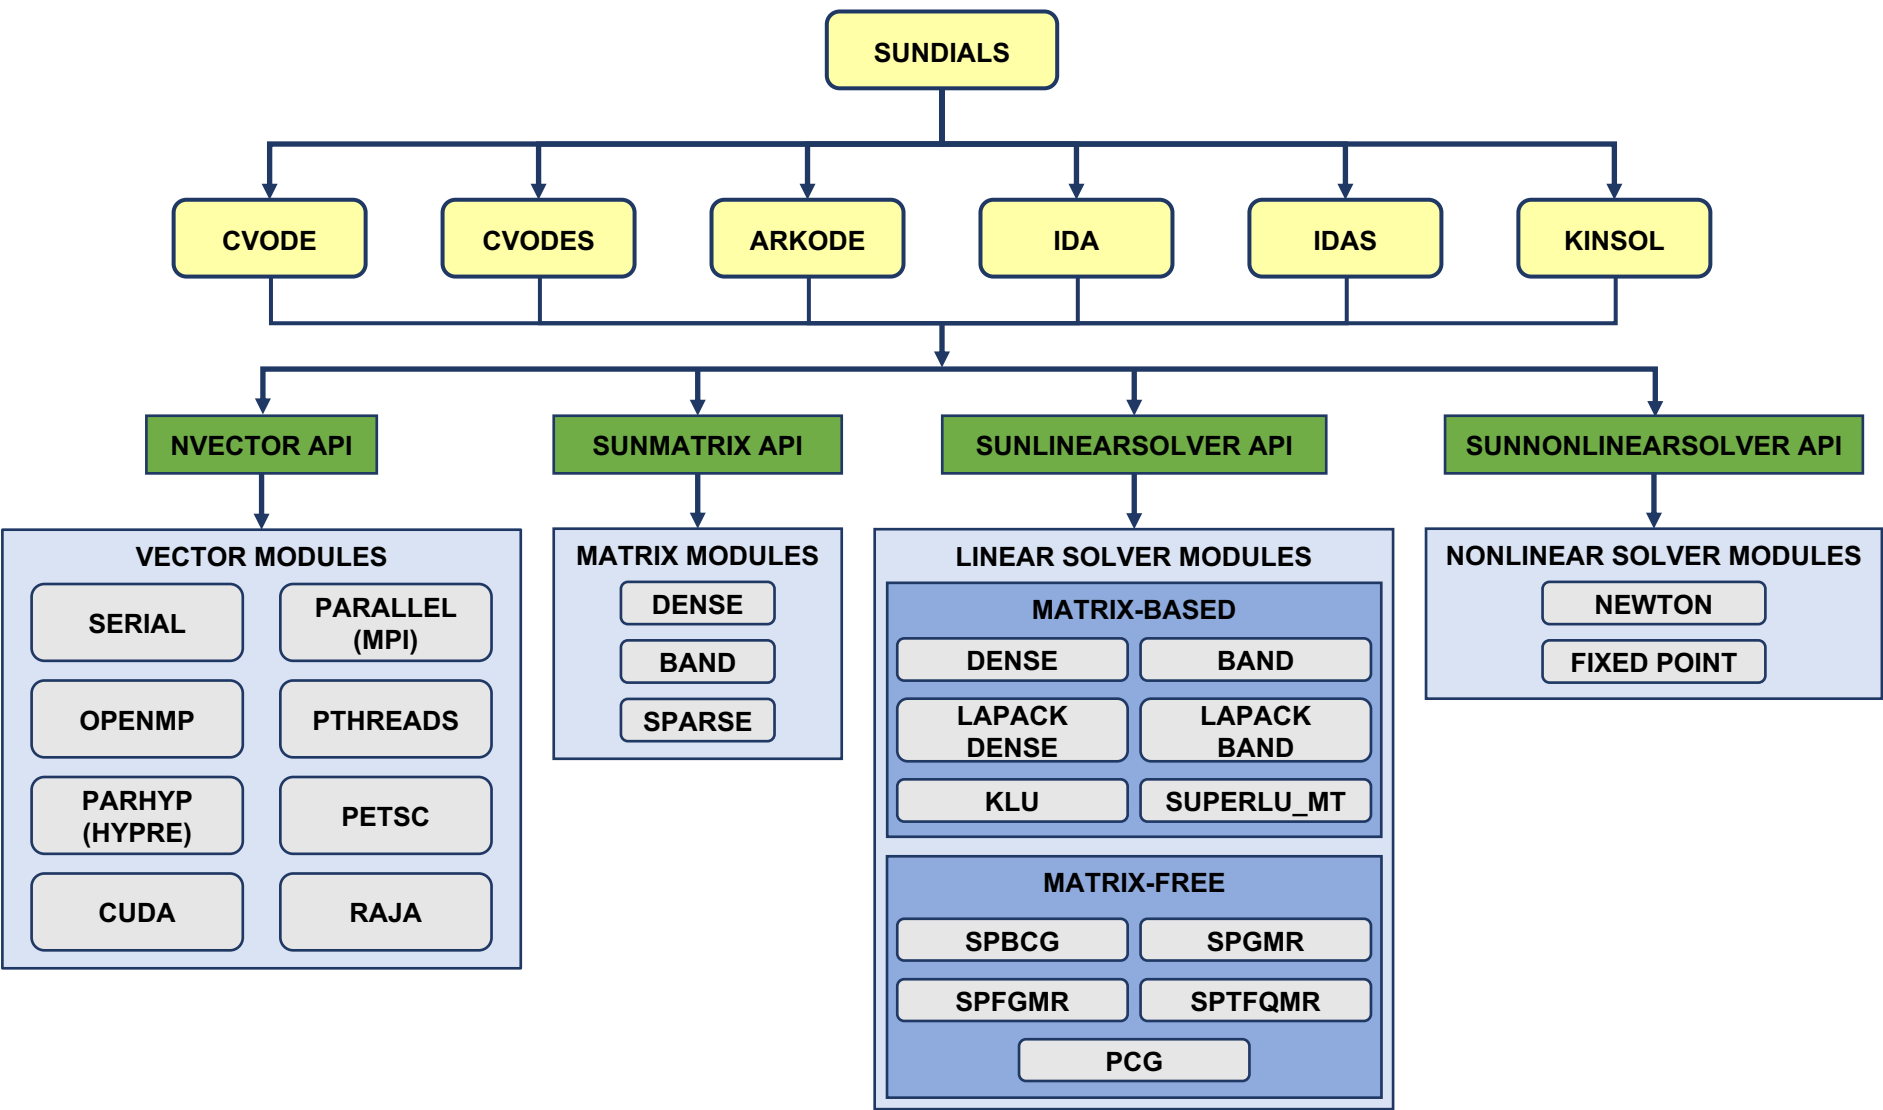 SUNDIALS
CVODE
CVODES
ARKODE
IDA
IDAS
KINSOL
NVECTOR API
SUNMATRIX API
SUNLINEARSOLVER API
SUNNONLINEARSOLVER API
VECTOR MODULES
SERIAL
PARALLEL
(MPI)
OPENMP
PTHREADS
PARHYP
(HYPRE)
PETSC
CUDA
RAJA
MATRIX MODULES
DENSE
BAND
SPARSE
LINEAR SOLVER MODULES
MATRIX-BASED
DENSE
BAND
LAPACK
DENSE
LAPACK
BAND
KLU
SUPERLU_MT
MATRIX-FREE
SPBCG
SPGMR
SPFGMR
SPTFQMR
PCG
NONLINEAR SOLVER MODULES
NEWTON
FIXED POINT